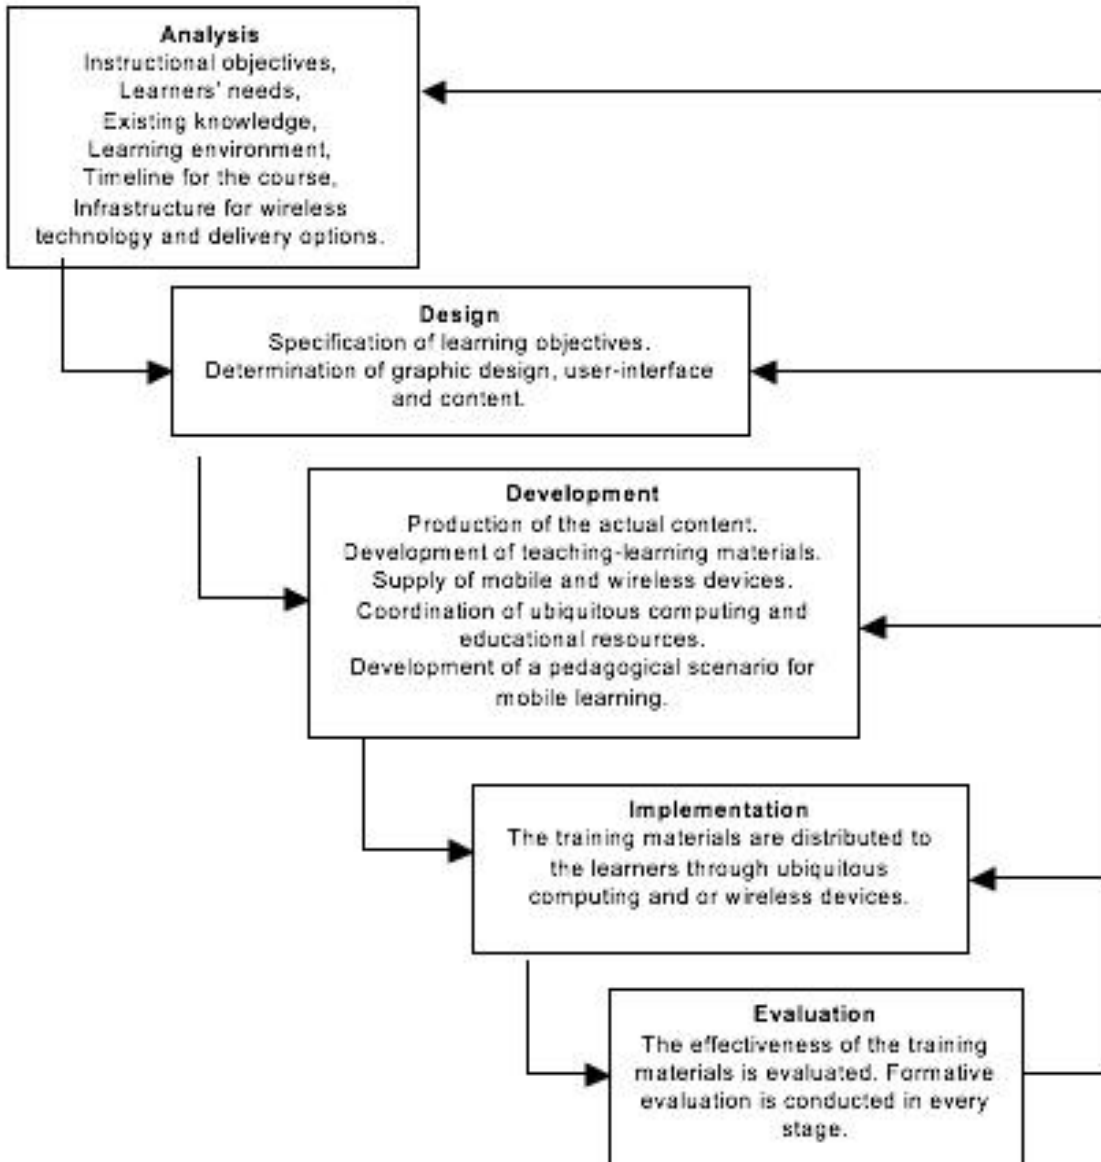 Analysis
Instructional objectives,
Learners' needs,
Existing knowledge,
Learning environment,
Timeline for the course,
Infrastructure for wireless
technology and delivery options.
Design
Specification of learning objectives.
Determination of graphic design, user-interface
and content.
Development
Production of the actual content.
Development of teaching-learning materials.
Supply of mobile and wireless devices.
Coordination of ubiquitous computing and
educational resources.
Development of a pedagogical scenario for
mobile learning.
Implementation
The training materials are distributed to
the learners through ubiquitous
computing and or wireless devices.
Evaluation
The effectiveness of the training
materials is evaluated. Formative
evaluation is conducted in every
stage.